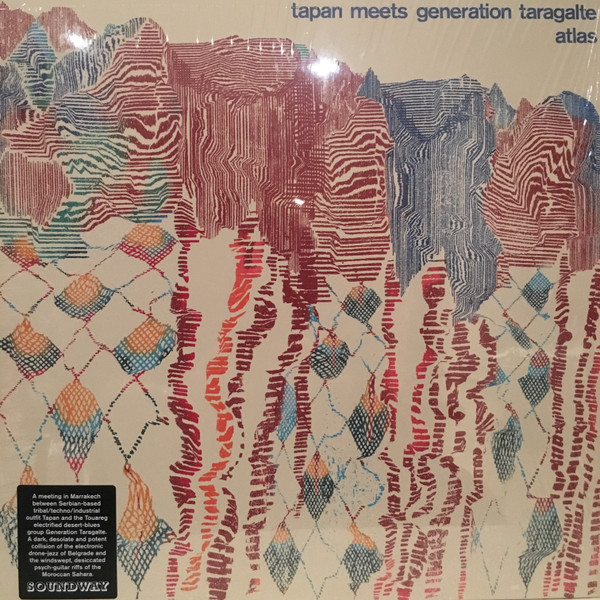 tapan meets generation taragalte
atlas
A meeting in Marrakech
between Serbian-based
tribal/techno/industrial
outfit Tapan and the Touareg
electrified desert-blues
group Generation Taragalte.
A dark, desolate and potent
collision of the electronic
drone-jazz of Belgrade and
the windswept, desiccated
psych-guitar riffs of the
Moroccan Sahara.
SOUNDWAY